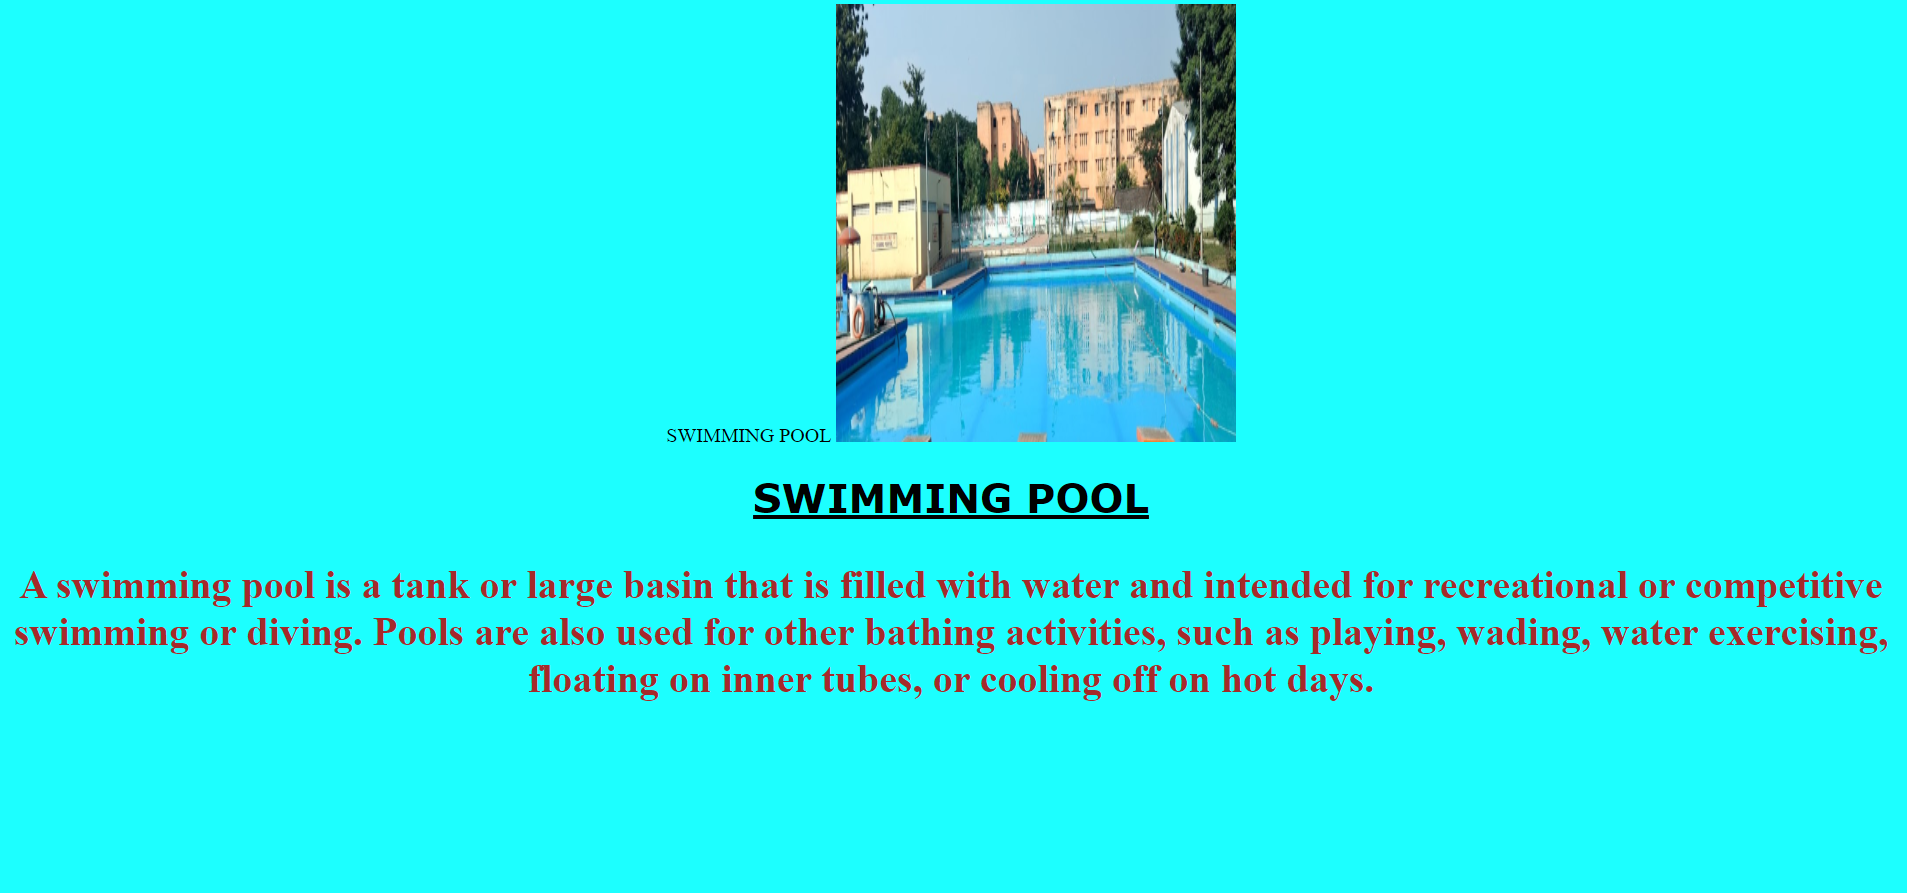 SWIMMING POOL
SWIMMING POOL
A swimming pool is a tank or large basin that is filled with water and intended for recreational or competitive
swimming or diving. Pools are also used for other bathing activities, such as playing, wading, water exercising,
floating on inner tubes, or cooling off on hot days.